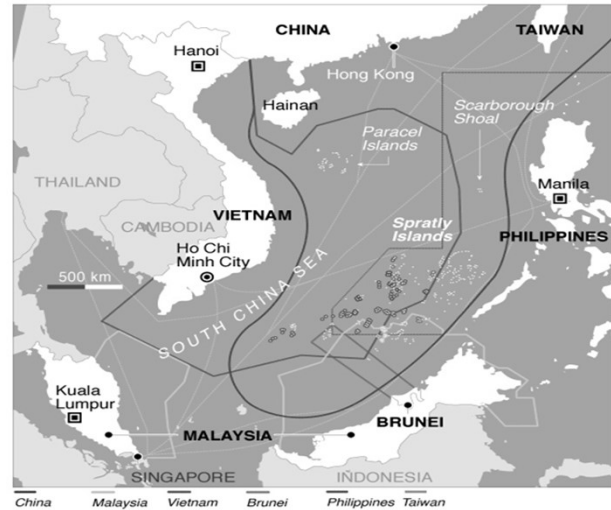 CHINA
TAIWAN
Hanoi
Hong Kong
Hainan
Scarborough
Shoal
Paracel
Islands
THAILAND
Manila
VIETNAM
CAMBODIA
Spratly
Islands
PHILIPPINES
Ho Chi
Minh City
500 km
SOUTH CHINA SEA
Kuala
Lumpur
BRUNEI
MALAYSIA
SINGAPORE
INDONESIA
China Malaysia Vietnam Brunei Philippines Taiwan